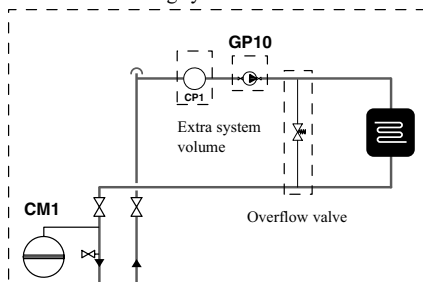 GP10
CP1
Extra system
volume
CM1
Overflow valve